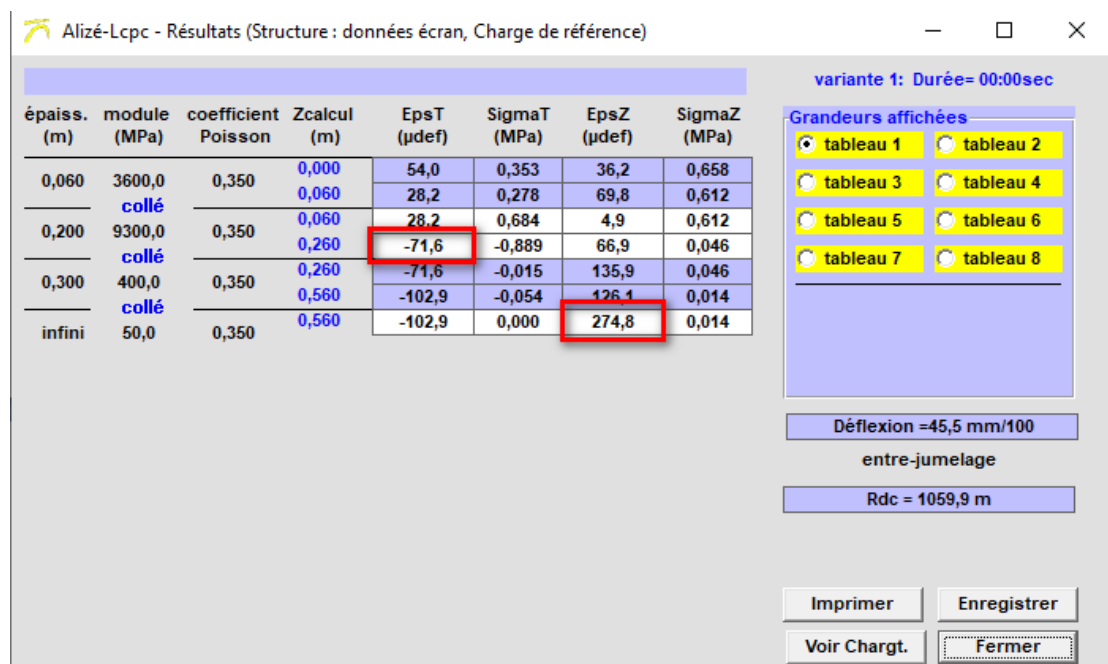 Alizé-Lcpc - Résultats (Structure : données écran, Charge de référence)
variante 1: Durée= 00:00sec
épaiss. module coefficient Zcalcul EpsT SigmaT EpsZ SigmaZ
(m) (MPa) Poisson (m) (µdef) (MPa) (µdef) (MPa)
0,000 54,0 0,353 36,2 0,658
0,060 3600,0 0,350
0,060 28,2 0,278 69,8 0,612
collé
0,060 28,2 0,684 4,9 0,612
0,200 9300,0 0,350
0,260 -71,6 -0,889 66,9 0,046
collé
0,260 -71,6 -0,015 135,9 0,046
0,300 400,0 0,350
0,560 -102,9 -0,054 126,1 0,014
collé
0,560 -102,9 0,000 274,8 0,014
infini 50,0 0,350
Grandeurs affichées
tableau 1 tableau 2
tableau 3 tableau 4
tableau 5 tableau 6
tableau 7 tableau 8
Déflexion =45,5 mm/100
entre-jumelage
Rdc = 1059,9 m
Imprimer Enregistrer
Voir Chargt. Fermer